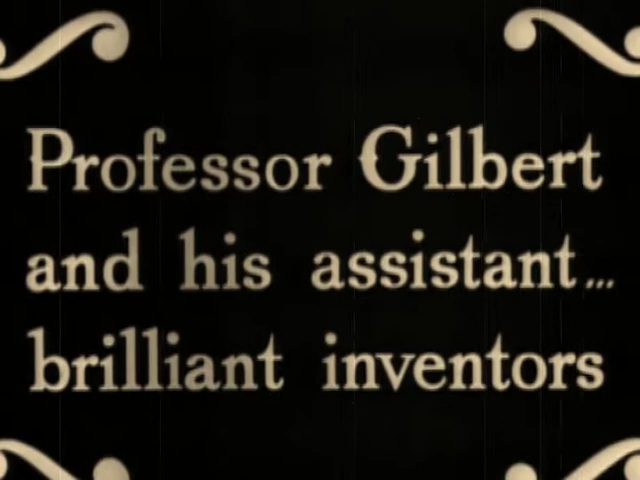 Professor Gilbert
and his assistant...
brilliant inventors